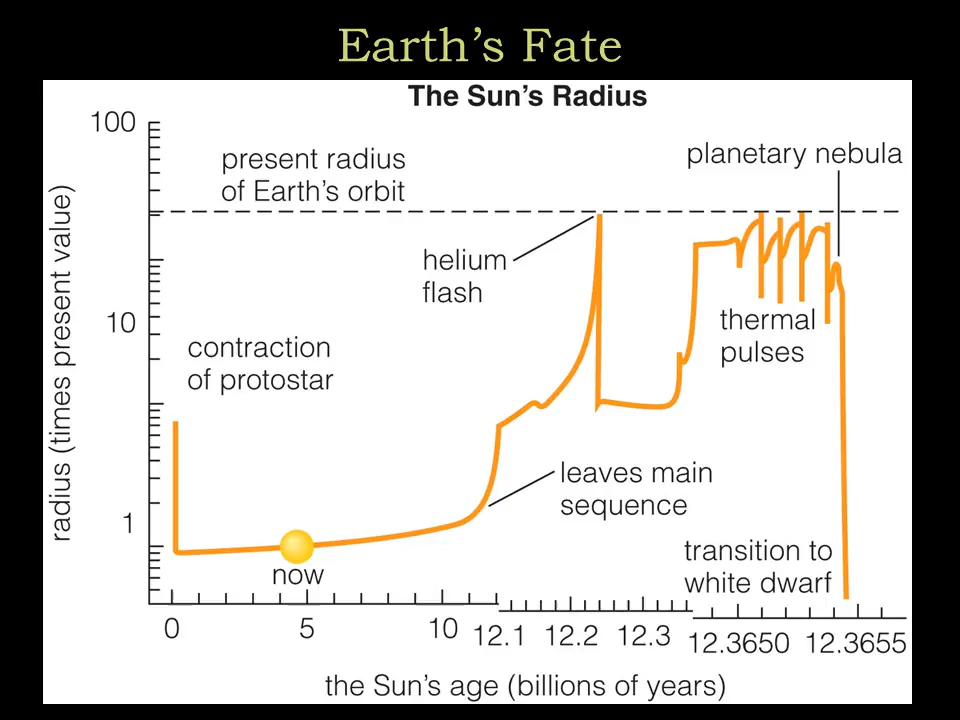 Earth's Fate
The Sun's Radius
100
present radius
of Earth's orbit
planetary nebula
helium
flash
10
thermal
pulses
contraction
of protostar
radius (times present value)
leaves main
sequence
1
transition to
white dwarf
now
0 5 10 12.1 12.2 12.3 12.3650 12.3655
the Sun's age (billions of years)